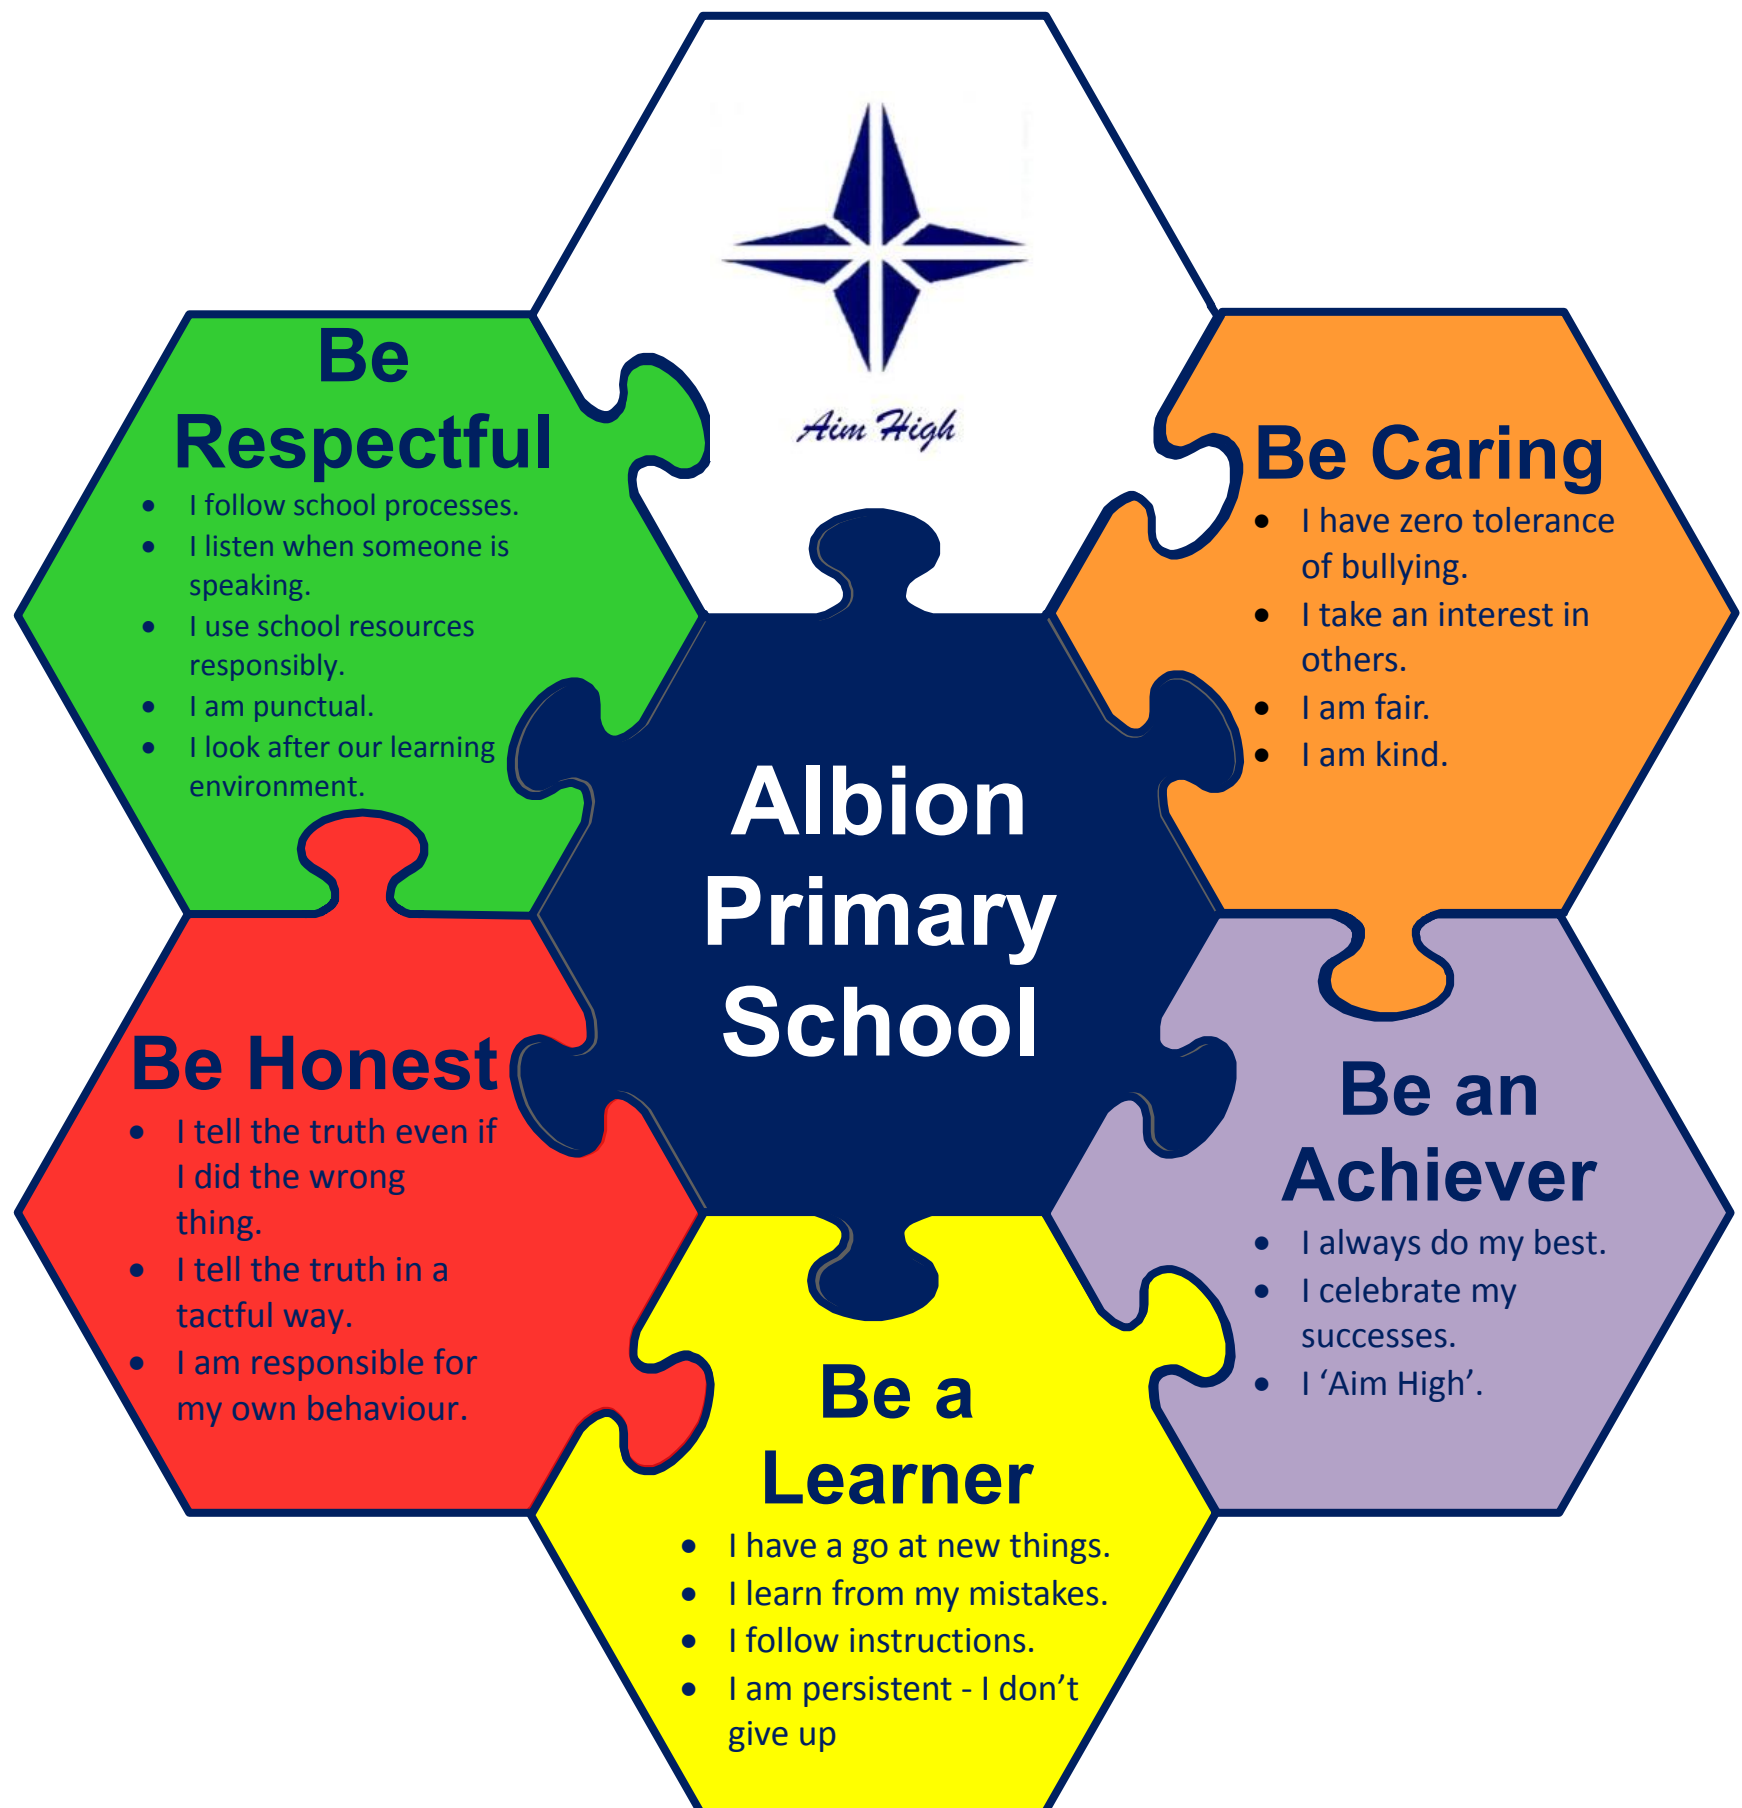 Aim High
Be
Respectful
• I follow school processes.
• I listen when someone is
speaking.
• I use school resources
responsibly.
• I am punctual.
• I look after our learning
environment.
Be Caring
• I have zero tolerance
of bullying.
• I take an interest in
others.
• I am fair.
• I am kind.
Albion
Primary
School
Be Honest
• I tell the truth even if
I did the wrong
thing.
• I tell the truth in a
tactful way.
• I am responsible for
my own behaviour.
Be an
Achiever
• I always do my best.
• I celebrate my
successes.
• I ‘Aim High’.
Be a
Learner
• I have a go at new things.
• I learn from my mistakes.
• I follow instructions.
• I am persistent - I don’t
give up